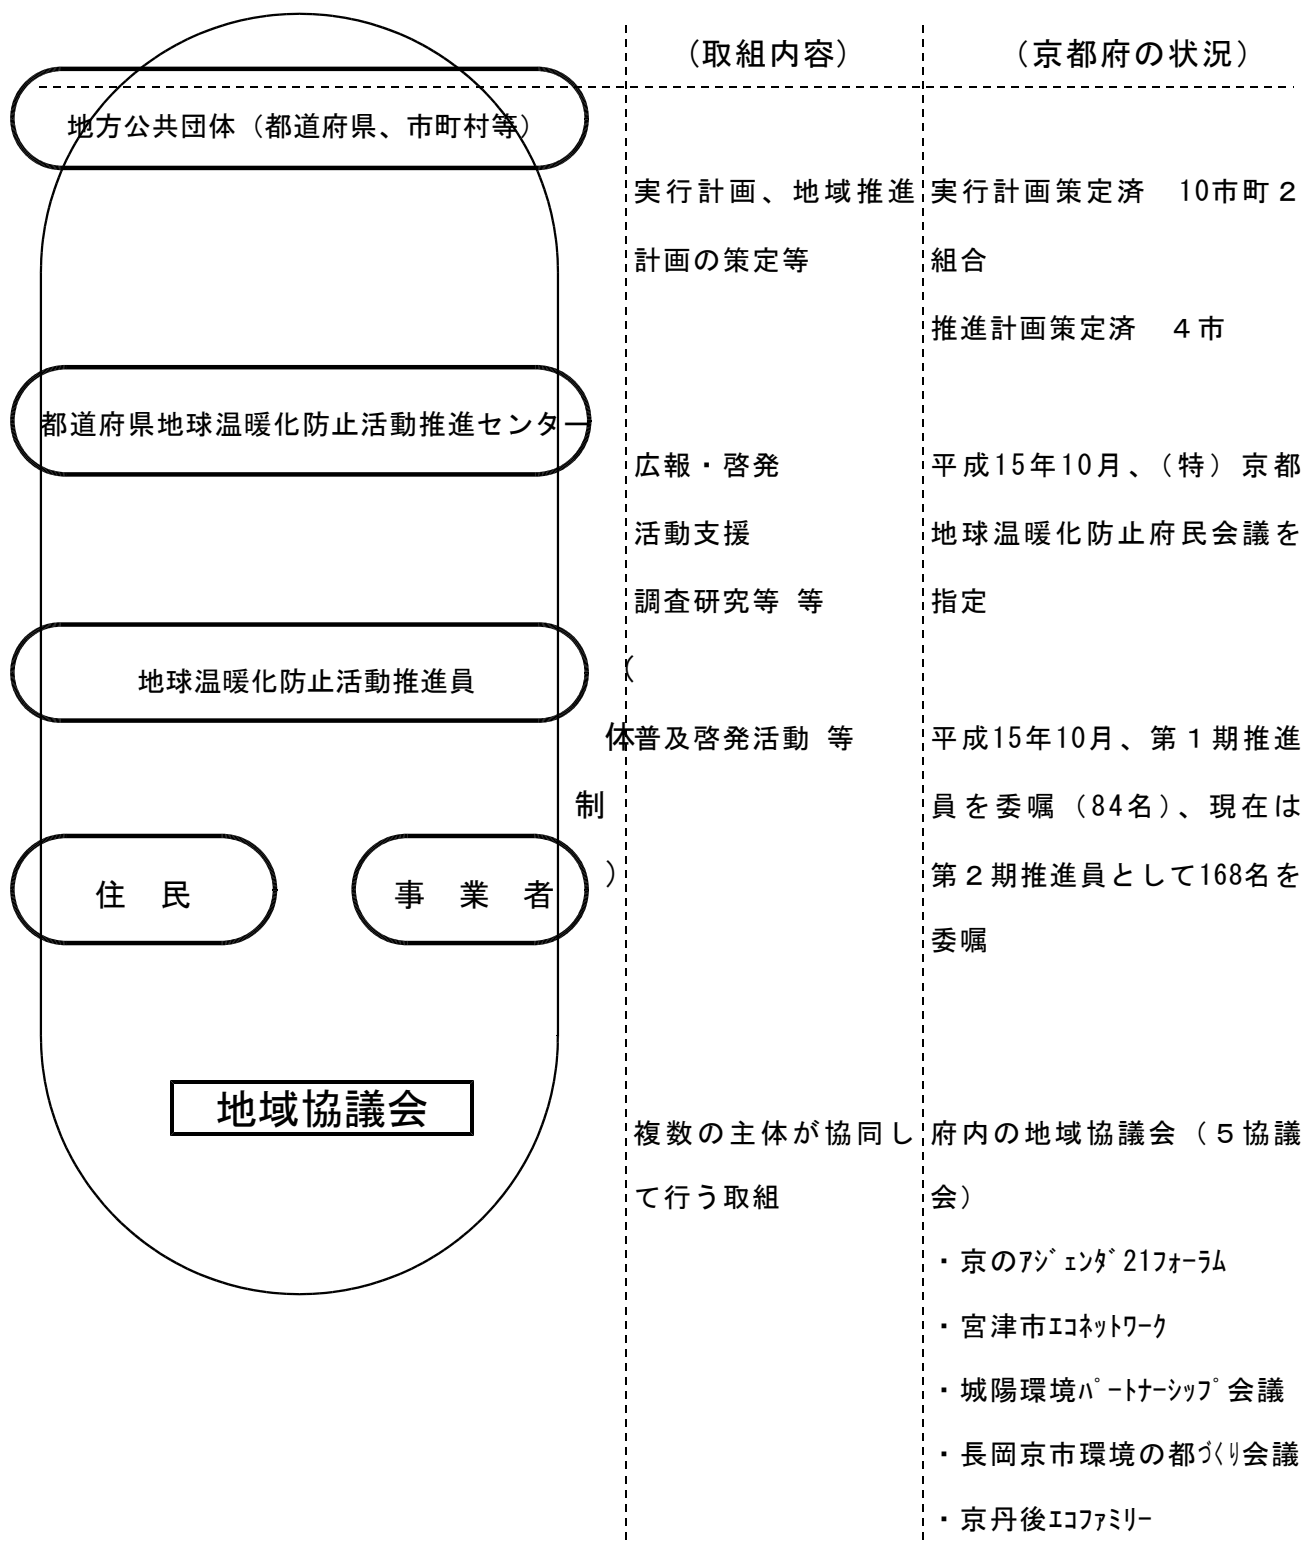 （取組内容）
（京都府の状況）
地方公共団体（都道府県、市町村等）
実行計画、地域推進
計画の策定等
実行計画策定済　10市町２
組合
推進計画策定済　４市
都道府県地球温暖化防止活動推進センター
広報・啓発
活動支援
調査研究等 等
平成15年10月、（特）京都
地球温暖化防止府民会議を
指定
地球温暖化防止活動推進員
（
体
制
）
普及啓発活動 等
平成15年10月、第１期推進
員を委嘱（84名）、現在は
第２期推進員として168名を
委嘱
住　民
事　業　者
地域協議会
複数の主体が協同し
て行う取組
府内の地域協議会（５協議
会）
・京のｱｼﾞｪﾝﾀﾞ21ﾌｫｰﾗﾑ
・宮津市ｴｺﾈｯﾄﾜｰｸ
・城陽環境ﾊﾟｰﾄﾅｰｼｯﾌﾟ会議
・長岡京市環境の都づくり会議
・京丹後ｴｺﾌｧﾐﾘｰ